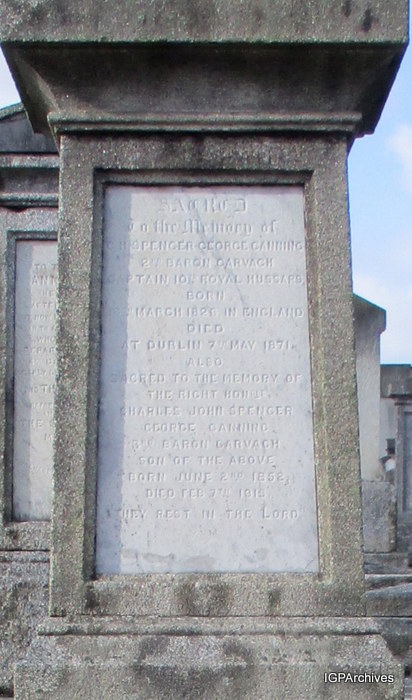 SACRED
to the Memory of
SPENCER GEORGE CANNING
2ND BARON GARVAGH
CAPTAIN 10TH ROYAL HUSSARS,
BORN
MARCH 1826 IN ENGLAND
DIED
AT DUBLIN 7TH MAY 1871.
ALSO
SACRED TO THE MEMORY OF
THE RIGHT HON
CHARLES JOHN SPENCER
GEORGE CANNING
3RD BARON GARVAGH
SON OF THE ABOVE
BORN JUNE 2ND 1852,
DIED FEB 7TH 1915
THEY REST IN THE LORD
IGPArchives